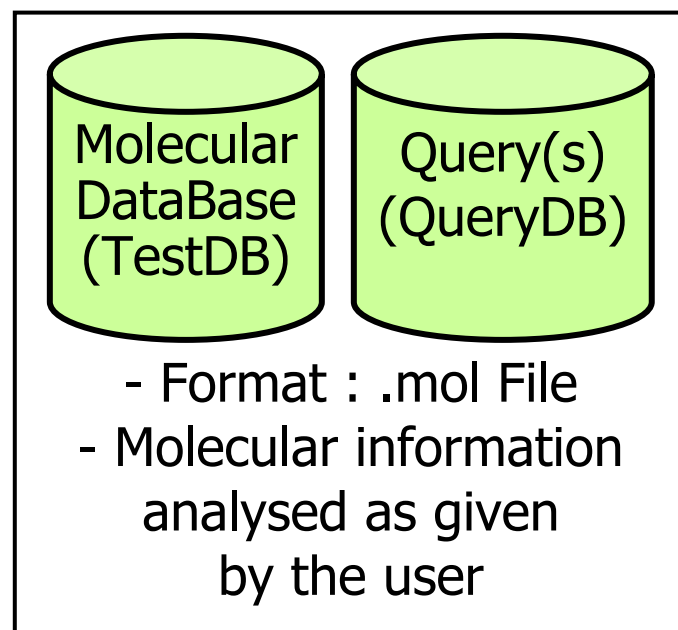 Molecular
DataBase
(TestDB)
Query(s)
(QueryDB)
- Format : .mol File
- Molecular information
analysed as given
by the user